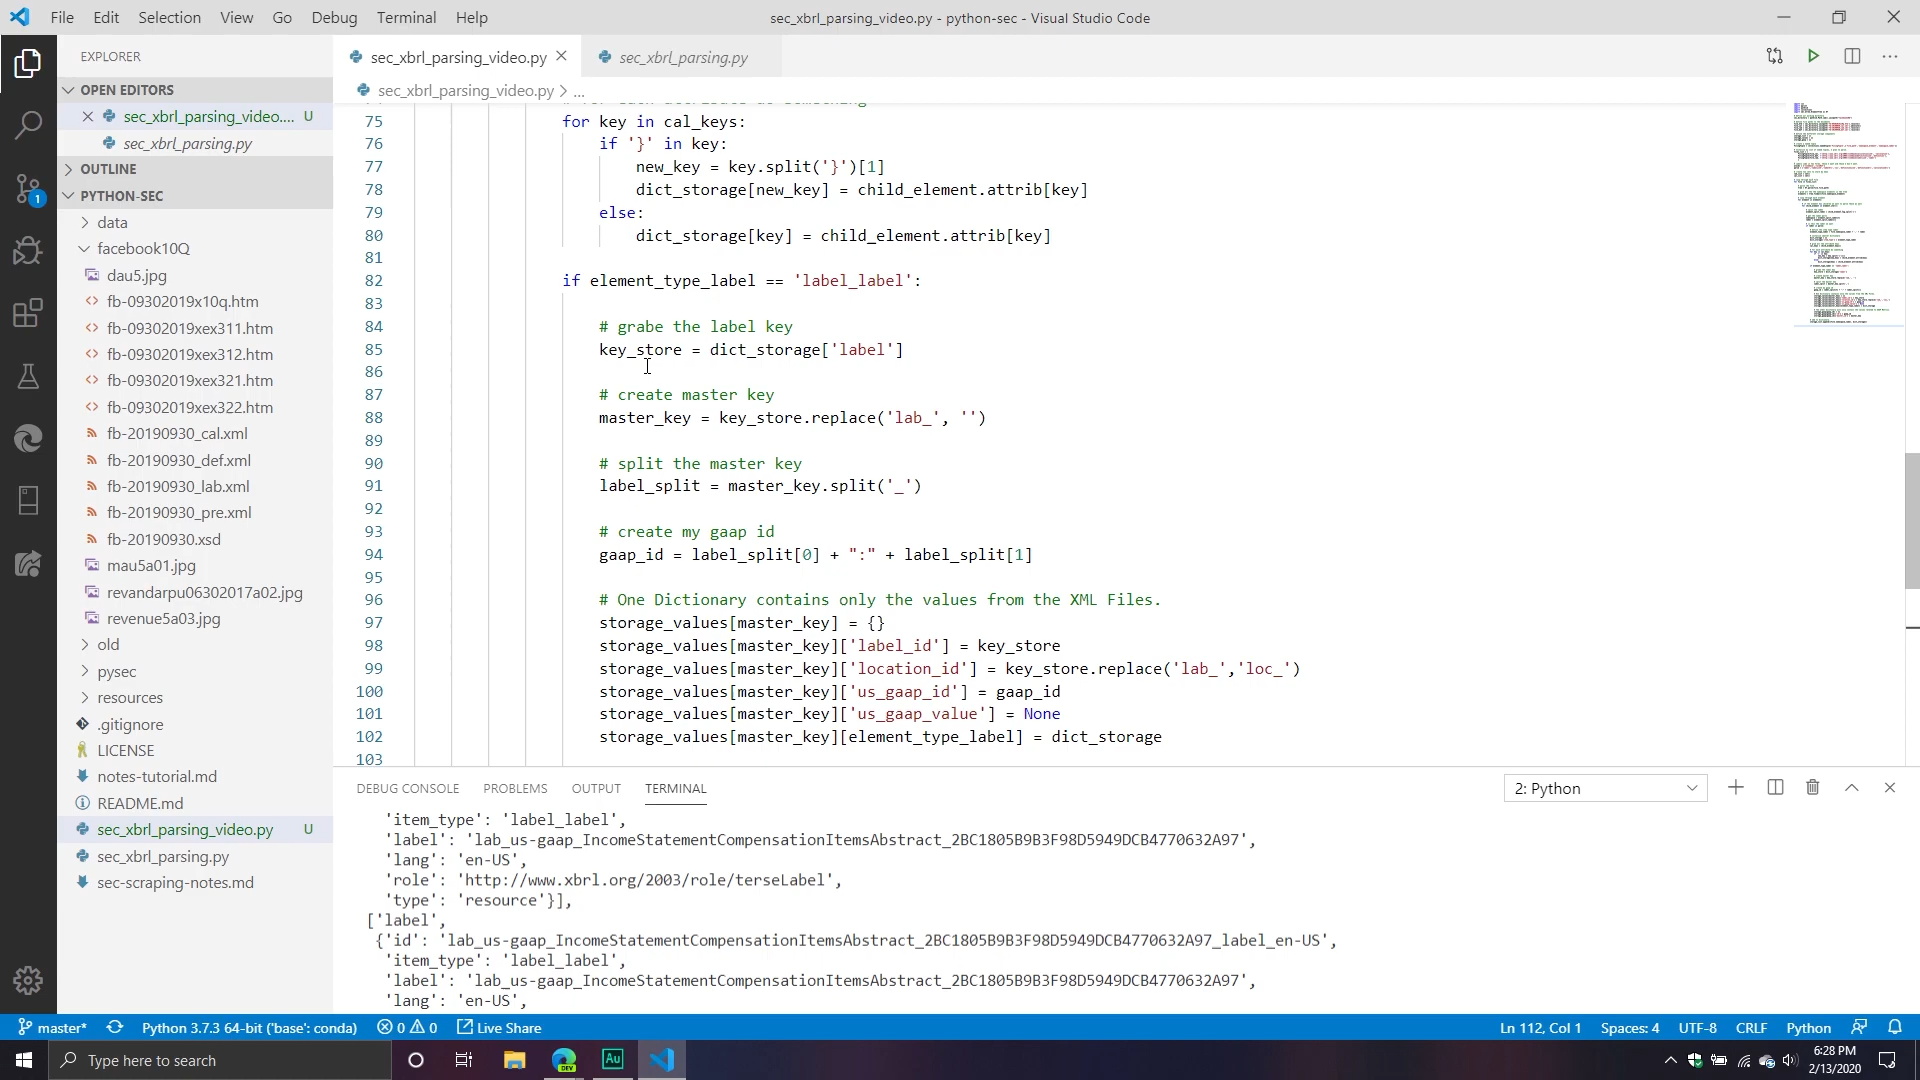 File Edit Selection View Go Debug Terminal Help
sec_xbrl_parsing_video.py - python-sec - Visual Studio Code
EXPLORER
OPEN EDITORS
sec_xbrl_parsing_video.... U
sec_xbrl_parsing.py
OUTLINE
PYTHON-SEC
data
facebook10Q
dau5.jpg
fb-09302019x10q.htm
fb-09302019xex311.htm
fb-09302019xex312.htm
fb-09302019xex321.htm
fb-09302019xex322.htm
fb-20190930_cal.xml
fb-20190930_def.xml
fb-20190930_lab.xml
fb-20190930_pre.xml
fb-20190930.xsd
mau5a01.jpg
revandarpu06302017a02.jpg
revenue5a03.jpg
old
pysec
resources
.gitignore
LICENSE
notes-tutorial.md
README.md
sec_xbrl_parsing_video.py U
sec_xbrl_parsing.py
sec-scraping-notes.md
1
sec_xbrl_parsing_video.py
sec_xbrl_parsing.py
sec_xbrl_parsing_video.py > ...
75 for key in cal_keys:
76 if '}' in key:
77 new_key = key.split('}')[1]
78 dict_storage[new_key] = child_element.attrib[key]
79 else:
80 dict_storage[key] = child_element.attrib[key]
81
82 if element_type_label == 'label_label':
83
84 # grabe the label key
85 key_store = dict_storage['label']
86
87 # create master key
88 master_key = key_store.replace('lab_', '')
89
90 # split the master key
91 label_split = master_key.split('_')
92
93 # create my gaap id
94 gaap_id = label_split[0] + ":" + label_split[1]
95
96 # One Dictionary contains only the values from the XML Files.
97 storage_values[master_key] = {}
98 storage_values[master_key]['label_id'] = key_store
99 storage_values[master_key]['location_id'] = key_store.replace('lab_','loc_')
100 storage_values[master_key]['us_gaap_id'] = gaap_id
101 storage_values[master_key]['us_gaap_value'] = None
102 storage_values[master_key][element_type_label] = dict_storage
103
DEBUG CONSOLE PROBLEMS OUTPUT TERMINAL
2: Python
'item_type': 'label_label',
'label': 'lab_us-gaap_IncomeStatementCompensationItemsAbstract_2BC1805B9B3F98D5949DCB4770632A97',
'lang': 'en-US',
'role': 'http://www.xbrl.org/2003/role/terseLabel',
'type': 'resource'}],
['label',
{'id': 'lab_us-gaap_IncomeStatementCompensationItemsAbstract_2BC1805B9B3F98D5949DCB4770632A97_label_en-US',
'item_type': 'label_label',
'label': 'lab_us-gaap_IncomeStatementCompensationItemsAbstract_2BC1805B9B3F98D5949DCB4770632A97',
'lang': 'en-US',
master* Python 3.7.3 64-bit ('base': conda) 0 0 Live Share
Ln 112, Col 1 Spaces: 4 UTF-8 CRLF Python
Type here to search
DEV
Au
6:28 PM
2/13/2020